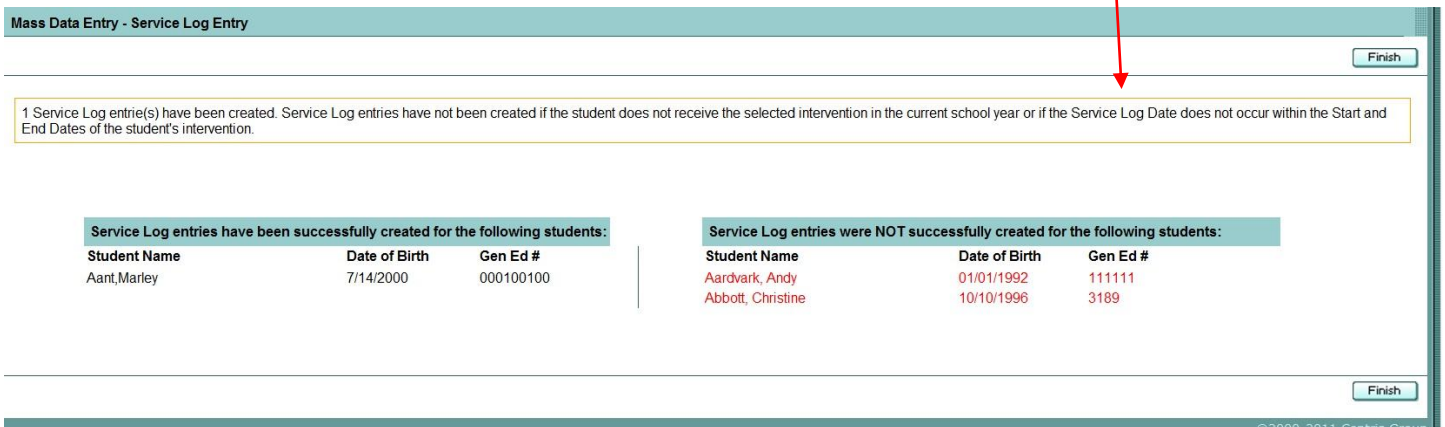 Mass Data Entry - Service Log Entry
Finish
1 Service Log entrie(s) have been created. Service Log entries have not been created if the student does not receive the selected intervention in the current school year or if the Service Log Date does not occur within the Start and
End Dates of the student's intervention.
Service Log entries have been successfully created for the following students:
Student Name Date of Birth Gen Ed #
Aant,Marley 7/14/2000 000100100
Service Log entries were NOT successfully created for the following students:
Student Name Date of Birth Gen Ed #
Aardvark, Andy 01/01/1992 111111
Abbott, Christine 10/10/1996 3189
Finish